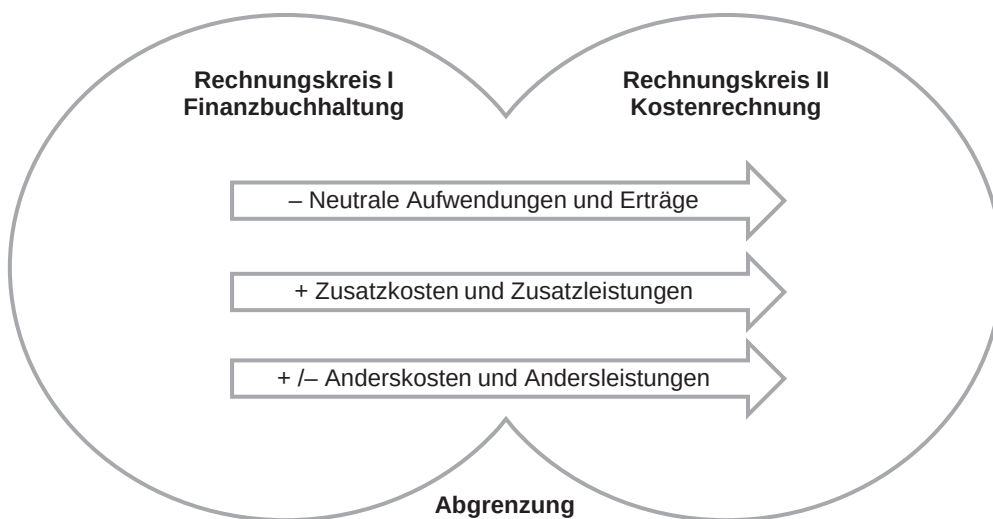 Rechnungskreis I
Finanzbuchhaltung
Rechnungskreis II
Kostenrechnung
– Neutrale Aufwendungen und Erträge
+ Zusatzkosten und Zusatzleistungen
+ /– Anderskosten und Andersleistungen
Abgrenzung